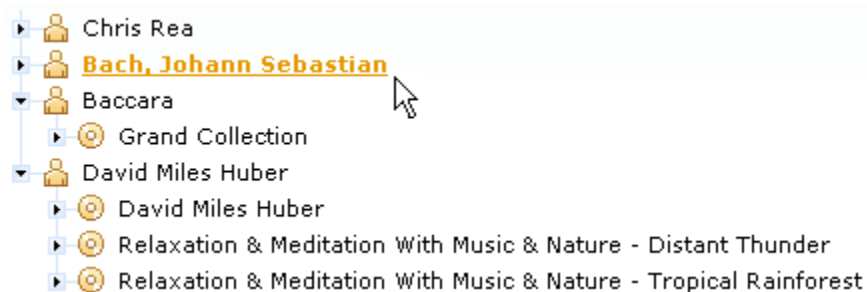 Chris Rea
Bach, Johann Sebastian
Baccara
Grand Collection
David Miles Huber
David Miles Huber
Relaxation & Meditation With Music & Nature - Distant Thunder
Relaxation & Meditation With Music & Nature - Tropical Rainforest